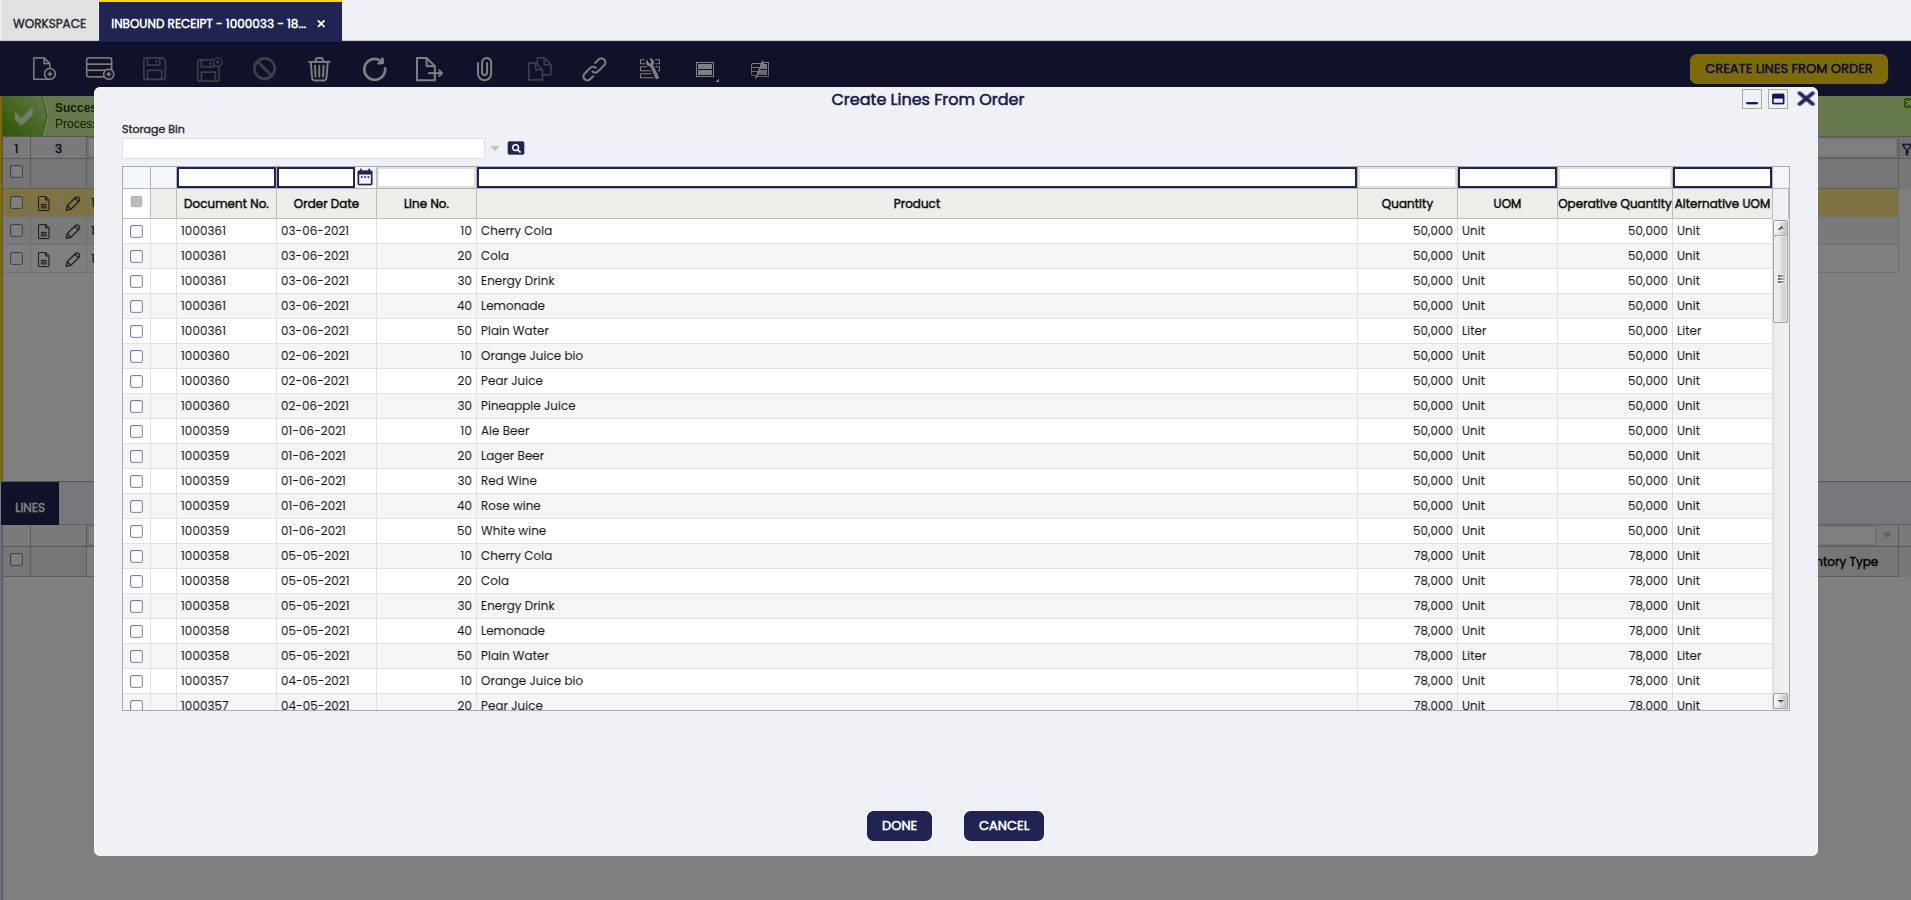 WORKSPACE INBOUND RECEIPT - 1000033 - 18...
CREATE LINES FROM ORDER
Create Lines From Order
Succes
Process
Storage Bin
1 3
Document No. Order Date Line No. Product Quantity UOM Operative Quantity Alternative UOM
1000361 03-06-2021 10 Cherry Cola 50,000 Unit 50,000 Unit
1000361 03-06-2021 20 Cola 50,000 Unit 50,000 Unit
1000361 03-06-2021 30 Energy Drink 50,000 Unit 50,000 Unit
1000361 03-06-2021 40 Lemonade 50,000 Unit 50,000 Unit
1000361 03-06-2021 50 Plain Water 50,000 Liter 50,000 Liter
1000360 02-06-2021 10 Orange Juice bio 50,000 Unit 50,000 Unit
1000360 02-06-2021 20 Pear Juice 50,000 Unit 50,000 Unit
1000360 02-06-2021 30 Pineapple Juice 50,000 Unit 50,000 Unit
1000359 01-06-2021 10 Ale Beer 50,000 Unit 50,000 Unit
1000359 01-06-2021 20 Lager Beer 50,000 Unit 50,000 Unit
1000359 01-06-2021 30 Red Wine 50,000 Unit 50,000 Unit
1000359 01-06-2021 40 Rose wine 50,000 Unit 50,000 Unit
1000359 01-06-2021 50 White wine 50,000 Unit 50,000 Unit
1000358 05-05-2021 10 Cherry Cola 78,000 Unit 78,000 Unit
1000358 05-05-2021 20 Cola 78,000 Unit 78,000 Unit
1000358 05-05-2021 30 Energy Drink 78,000 Unit 78,000 Unit
1000358 05-05-2021 40 Lemonade 78,000 Unit 78,000 Unit
1000358 05-05-2021 50 Plain Water 78,000 Liter 78,000 Liter
1000357 04-05-2021 10 Orange Juice bio 78,000 Unit 78,000 Unit
1000357 04-05-2021 20 Pear Juice 78,000 Unit 78,000 Unit
LINES
ntory Type
DONE CANCEL